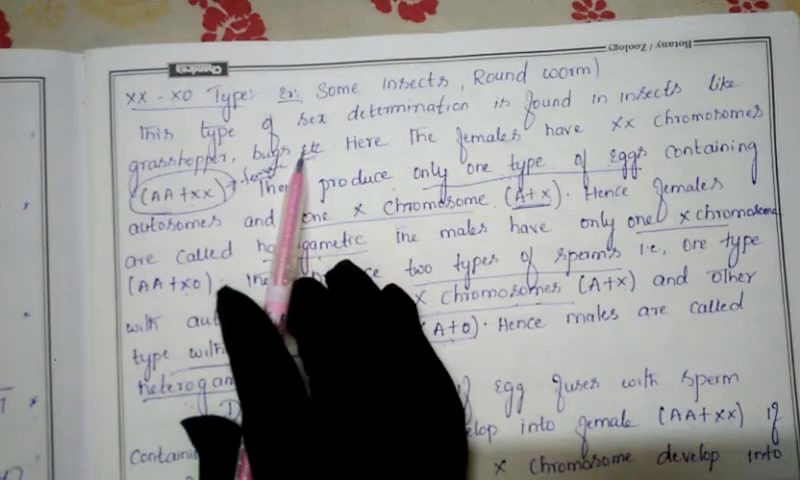 Botany / Zoology
XX - XO Type:- Ex: Some Insects, Round worm)
This type of sex determination is found in insects like
grasshopper, bugs etc Here the females have XX chromosomes
(AA+XX) female They produce only one type of eggs containing
autosomes and one X chromosome (A+X). Hence females
are called gametic The males have only one X chromosome
(AA+XO) two types of sperms i.e, one type
with X chromosomes (A+X) and other
type with (A+O). Hence males are called
egg fuses with sperm
into female (AA+XX) If
X chromosome develop into